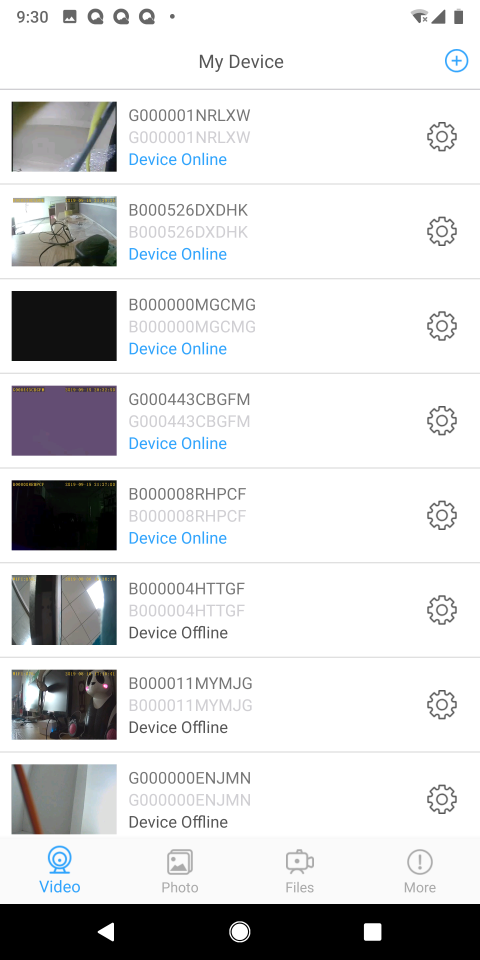 9:30
My Device
G000001NRLXW
G000001NRLXW
Device Online
B000526DXDHK
B000526DXDHK
Device Online
B000000MGCMG
B000000MGCMG
Device Online
G000443CBGFM
G000443CBGFM
Device Online
B000008RHPCF
B000008RHPCF
Device Online
B000004HTTGF
B000004HTTGF
Device Offline
B000011MYMJG
B000011MYMJG
Device Offline
G000000ENJMN
G000000ENJMN
Device Offline
Video
Photo
Files
More